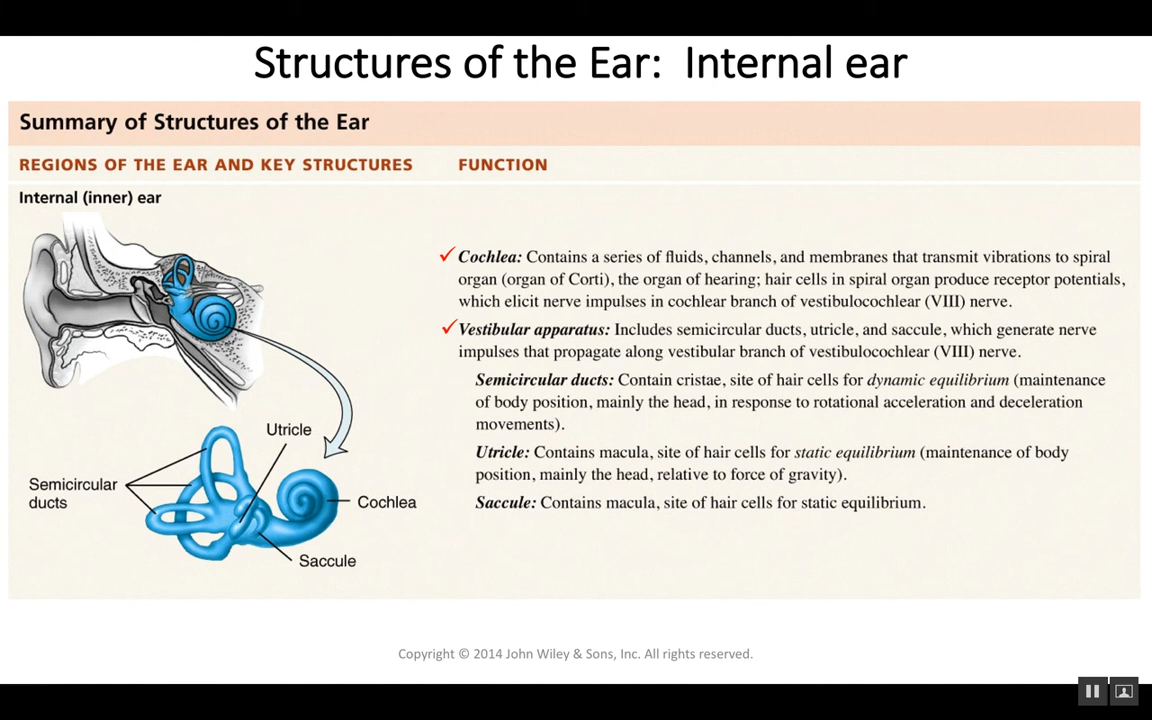 Structures of the Ear: Internal ear
Summary of Structures of the Ear
REGIONS OF THE EAR AND KEY STRUCTURES FUNCTION
Internal (inner) ear
Cochlea: Contains a series of fluids, channels, and membranes that transmit vibrations to spiral
organ (organ of Corti), the organ of hearing; hair cells in spiral organ produce receptor potentials,
which elicit nerve impulses in cochlear branch of vestibulocochlear (VIII) nerve.
Vestibular apparatus: Includes semicircular ducts, utricle, and saccule, which generate nerve
impulses that propagate along vestibular branch of vestibulocochlear (VIII) nerve.
Semicircular ducts: Contain cristae, site of hair cells for dynamic equilibrium (maintenance
of body position, mainly the head, in response to rotational acceleration and deceleration
movements).
Utricle: Contains macula, site of hair cells for static equilibrium (maintenance of body
position, mainly the head, relative to force of gravity).
Saccule: Contains macula, site of hair cells for static equilibrium.
Utricle
Semicircular
ducts
Cochlea
Saccule
Copyright © 2014 John Wiley & Sons, Inc. All rights reserved.